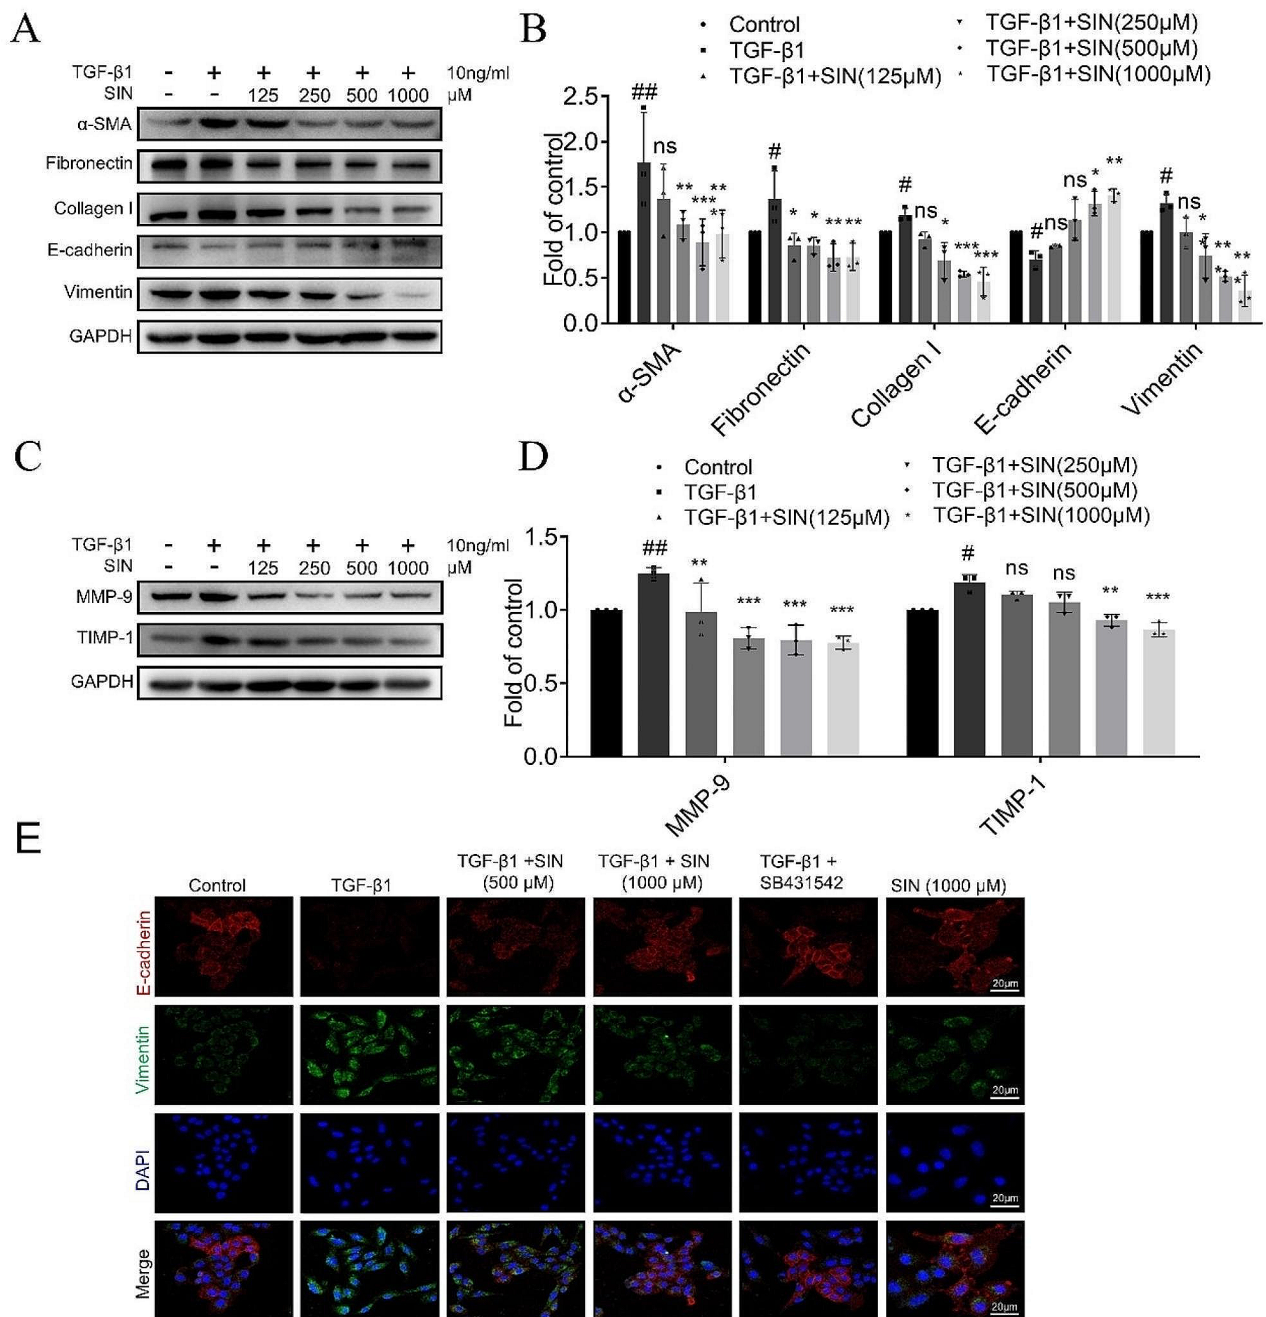 A
TGF-β1 - + + + + + 10ng/ml
SIN - - 125 250 500 1000 μM
α-SMA
Fibronectin
Collagen I
E-cadherin
Vimentin
GAPDH
B
Control
TGF-β1
TGF-β1+SIN(125μM)
TGF-β1+SIN(250μM)
TGF-β1+SIN(500μM)
TGF-β1+SIN(1000μM)
Fold of control
2.5
2.0
1.5
1.0
0.5
0.0
## ns ** *** ** *
# * * ** **
# ns * *** ***
# ns ns * **
# ns * * ** * ** *
α-SMA
Fibronectin
Collagen I
E-cadherin
Vimentin
C
TGF-β1 - + + + + + 10ng/ml
SIN - - 125 250 500 1000 μM
MMP-9
TIMP-1
GAPDH
D
Control
TGF-β1
TGF-β1+SIN(125μM)
TGF-β1+SIN(250μM)
TGF-β1+SIN(500μM)
TGF-β1+SIN(1000μM)
Fold of control
1.5
1.0
0.5
0.0
## ** *** *** ***
# ns ns ** ***
MMP-9
TIMP-1
E
Control
TGF-β1
TGF-β1 +SIN
(500 μM)
TGF-β1 + SIN
(1000 μM)
TGF-β1 +
SB431542
SIN (1000 μM)
E-cadherin
20μm
Vimentin
20μm
DAPI
20μm
Merge
20μm